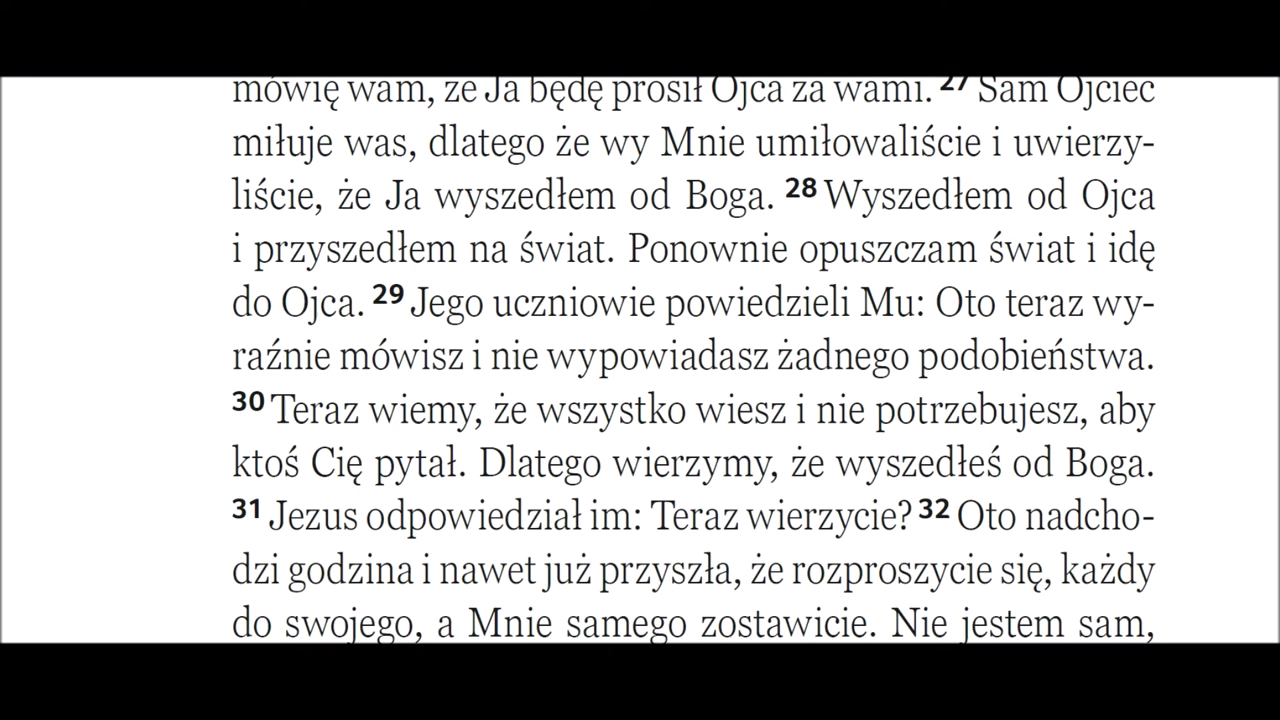 mówię wam, że Ja będę prosił Ojca za wami. 27 Sam Ojciec
miłuje was, dlatego że wy Mnie umiłowaliście i uwierzy-
liście, że Ja wyszedłem od Boga. 28 Wyszedłem od Ojca
i przyszedłem na świat. Ponownie opuszczam świat i idę
do Ojca. 29 Jego uczniowie powiedzieli Mu: Oto teraz wy-
raźnie mówisz i nie wypowiadasz żadnego podobieństwa.
30 Teraz wiemy, że wszystko wiesz i nie potrzebujesz, aby
ktoś Cię pytał. Dlatego wierzymy, że wyszedłeś od Boga.
31 Jezus odpowiedział im: Teraz wierzycie? 32 Oto nadcho-
dzi godzina i nawet już przyszła, że rozproszycie się, każdy
do swojego, a Mnie samego zostawicie. Nie jestem sam,